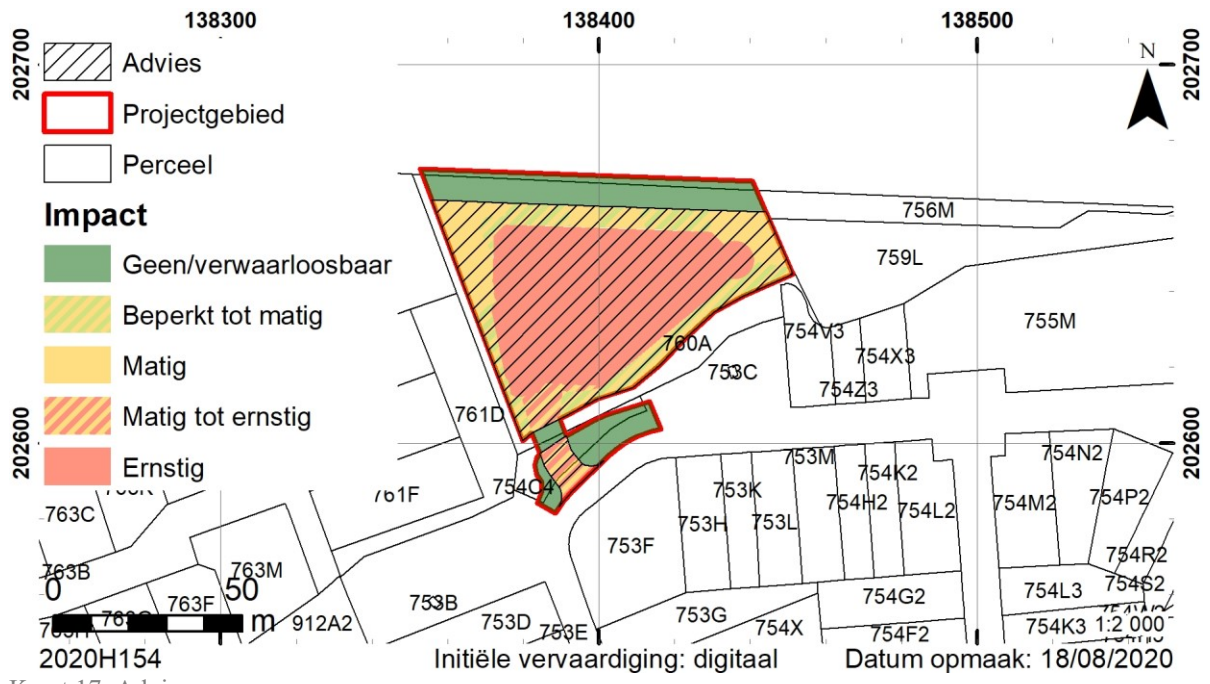 138300 138400 138500
202700 202700
N
Advies
Projectgebied
Perceel
Impact
Geen/verwaarloosbaar
Beperkt tot matig
Matig
Matig tot ernstig
Ernstig
756M
759L
755M
754V3
754X3
760A
753C
754Z3
761D
202600 202600
753M
754N2
754C4
761F
753K
754K2
754M2
754P2
763C
753H
753L
754H2
754L2
753F
754R2
763B
763M
754L3
754S2
0 50
m
753B
763F
912A2
753D
753E
753G
754X
754G2
754F2
754K3
1:2 000
2020H154 Initiële vervaardiging: digitaal Datum opmaak: 18/08/2020